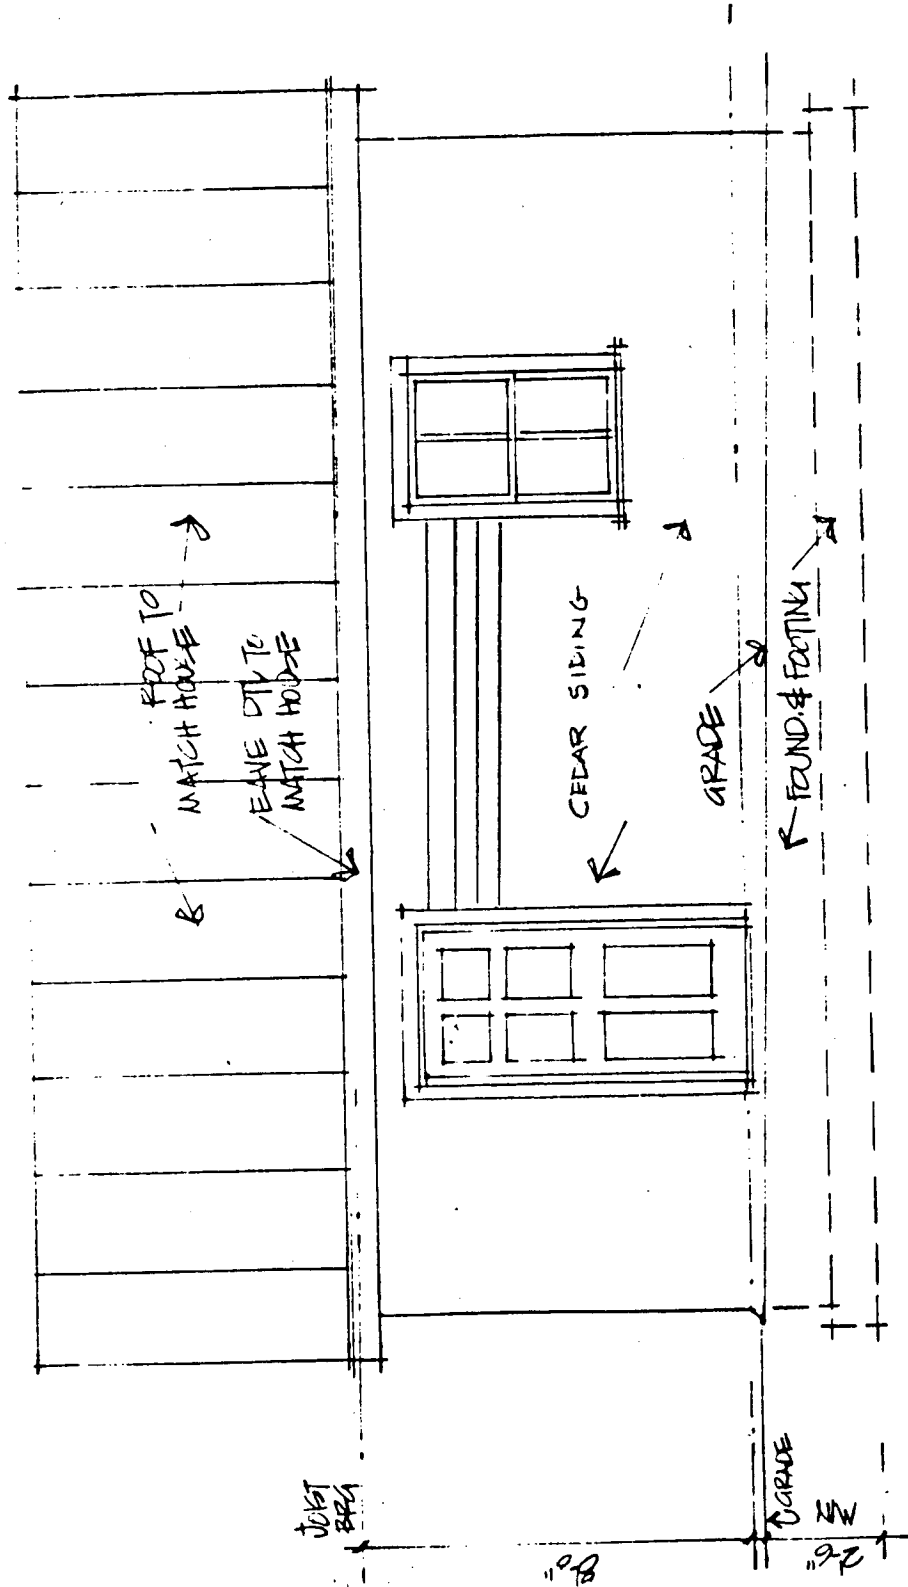 ROOF TO
MATCH HOUSE
EAVE DTL TO
MATCH HOUSE
CEDAR SIDING
GRADE
FOUND. & FOOTING
JOIST
BRG
8'-0"
GRADE
MIN
2'-6"